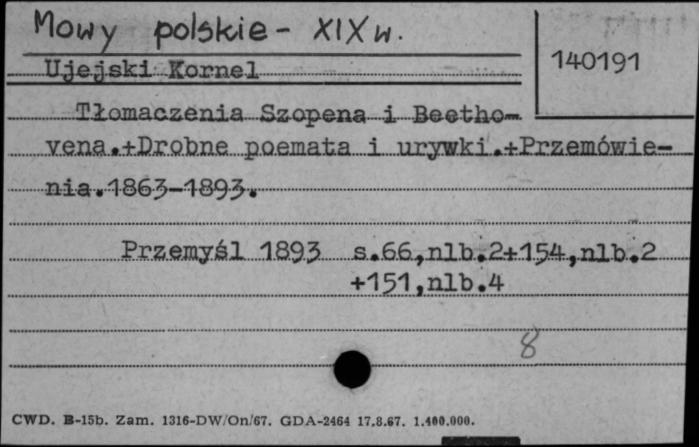 Mowy polskie - XIX w.
140191
Ujejski Kornel
Tłomaczenia Szopena i Beetho-
vena.+Drobne poemata i urywki.+Przemówie-
nia.1863-1893.
Przemyśl 1893 s.66,nlb.2+154,nlb.2
+151,nlb.4
8
CWD. B-15b. Zam. 1316-DW/On/67. GDA-2464 17.8.67. 1.400.000.